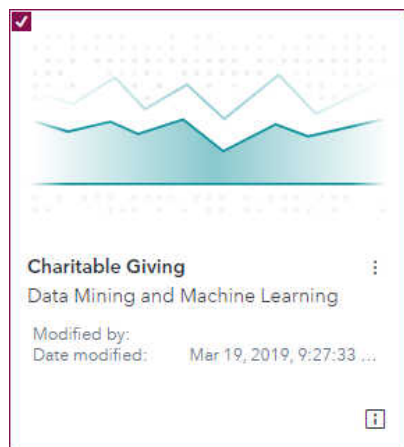 Charitable Giving
Data Mining and Machine Learning
Modified by:
Date modified: Mar 19, 2019, 9:27:33 ...